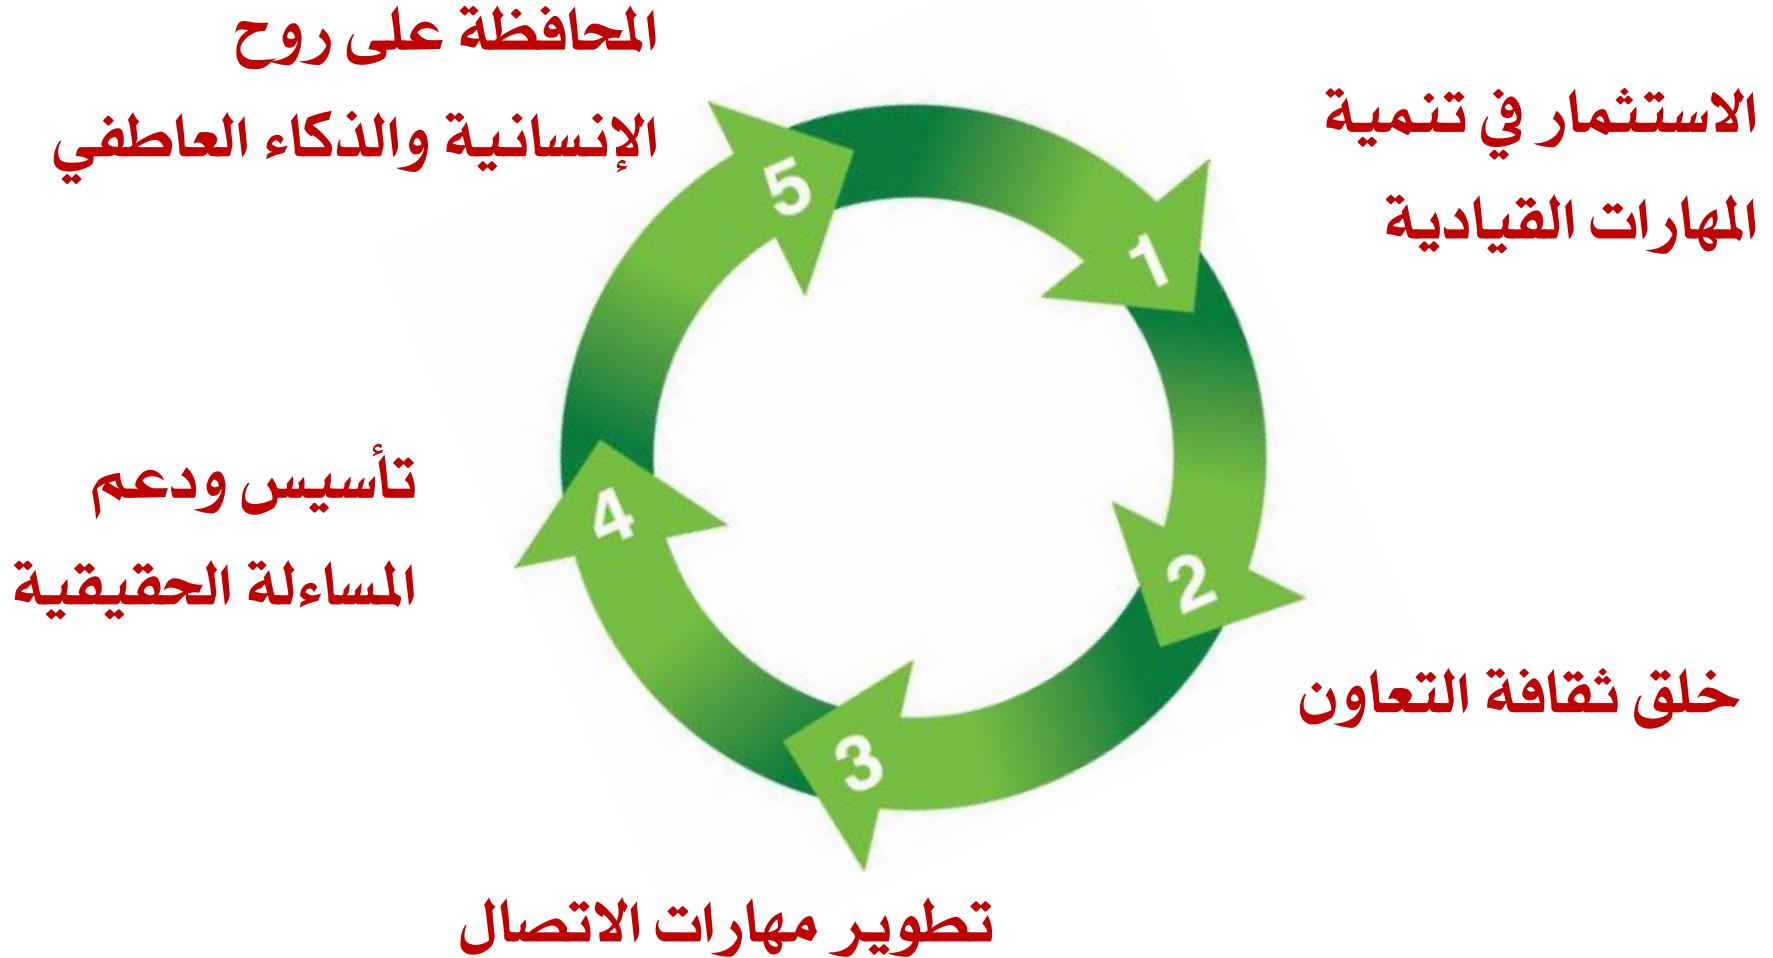 1
الاستثمار في تنمية
المهارات القيادية
2
خلق ثقافة التعاون
3
تطوير مهارات الاتصال
4
تأسيس ودعم
المساءلة الحقيقية
5
المحافظة على روح
الإنسانية والذكاء العاطفي